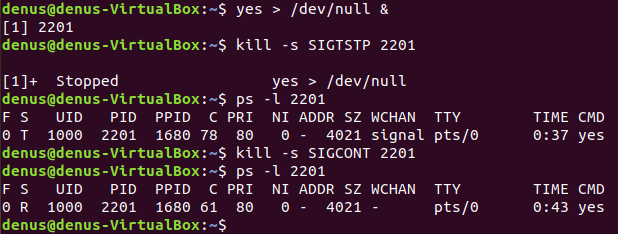 denus@denus-VirtualBox:~$ yes > /dev/null &
[1] 2201
denus@denus-VirtualBox:~$ kill -s SIGTSTP 2201
[1]+  Stopped                 yes > /dev/null
denus@denus-VirtualBox:~$ ps -l 2201
F S   UID   PID  PPID  C PRI  NI ADDR SZ WCHAN  TTY        TIME CMD
0 T  1000  2201  1680 78  80   0 -  4021 signal pts/0      0:37 yes
denus@denus-VirtualBox:~$ kill -s SIGCONT 2201
denus@denus-VirtualBox:~$ ps -l 2201
F S   UID   PID  PPID  C PRI  NI ADDR SZ WCHAN  TTY        TIME CMD
0 R  1000  2201  1680 61  80   0 -  4021 -      pts/0      0:43 yes
denus@denus-VirtualBox:~$